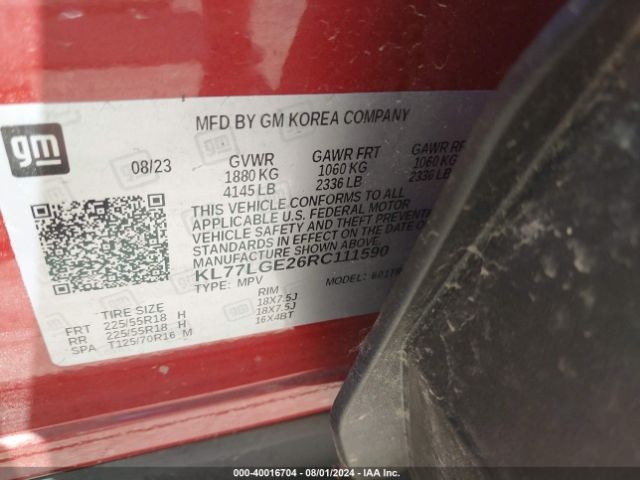 gm
MFD BY GM KOREA COMPANY
08/23
GVWR GAWR FRT GAWR RR
1880 KG 1060 KG 1060 KG
4145 LB 2336 LB 2336 LB
THIS VEHICLE CONFORMS TO ALL
APPLICABLE U.S. FEDERAL MOTOR
VEHICLE SAFETY AND THEFT PREVENTION
STANDARDS IN EFFECT ON THE DATE OF
MANUFACTURE SHOWN ABOVE
KL77LGE26RC111590
TYPE: MPV MODEL:
TIRE SIZE RIM
FRT 225/55R18 H 18X7.5J
RR 225/55R18 H 18X7.5J
SPA T125/70R16 M 16X4BT
000-40016704 - 08/01/2024 - IAA Inc.